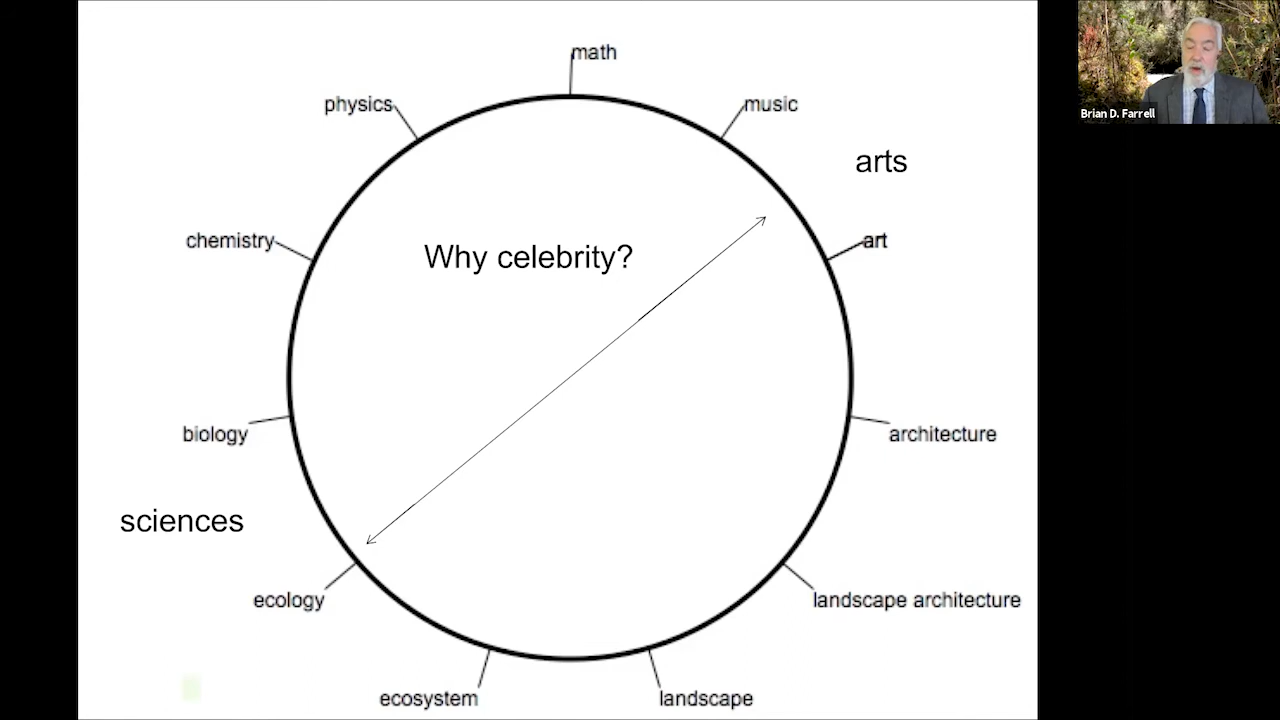 math
physics
music
arts
chemistry
art
Why celebrity?
biology
architecture
sciences
ecology
landscape architecture
ecosystem
landscape
Brian D. Farrell